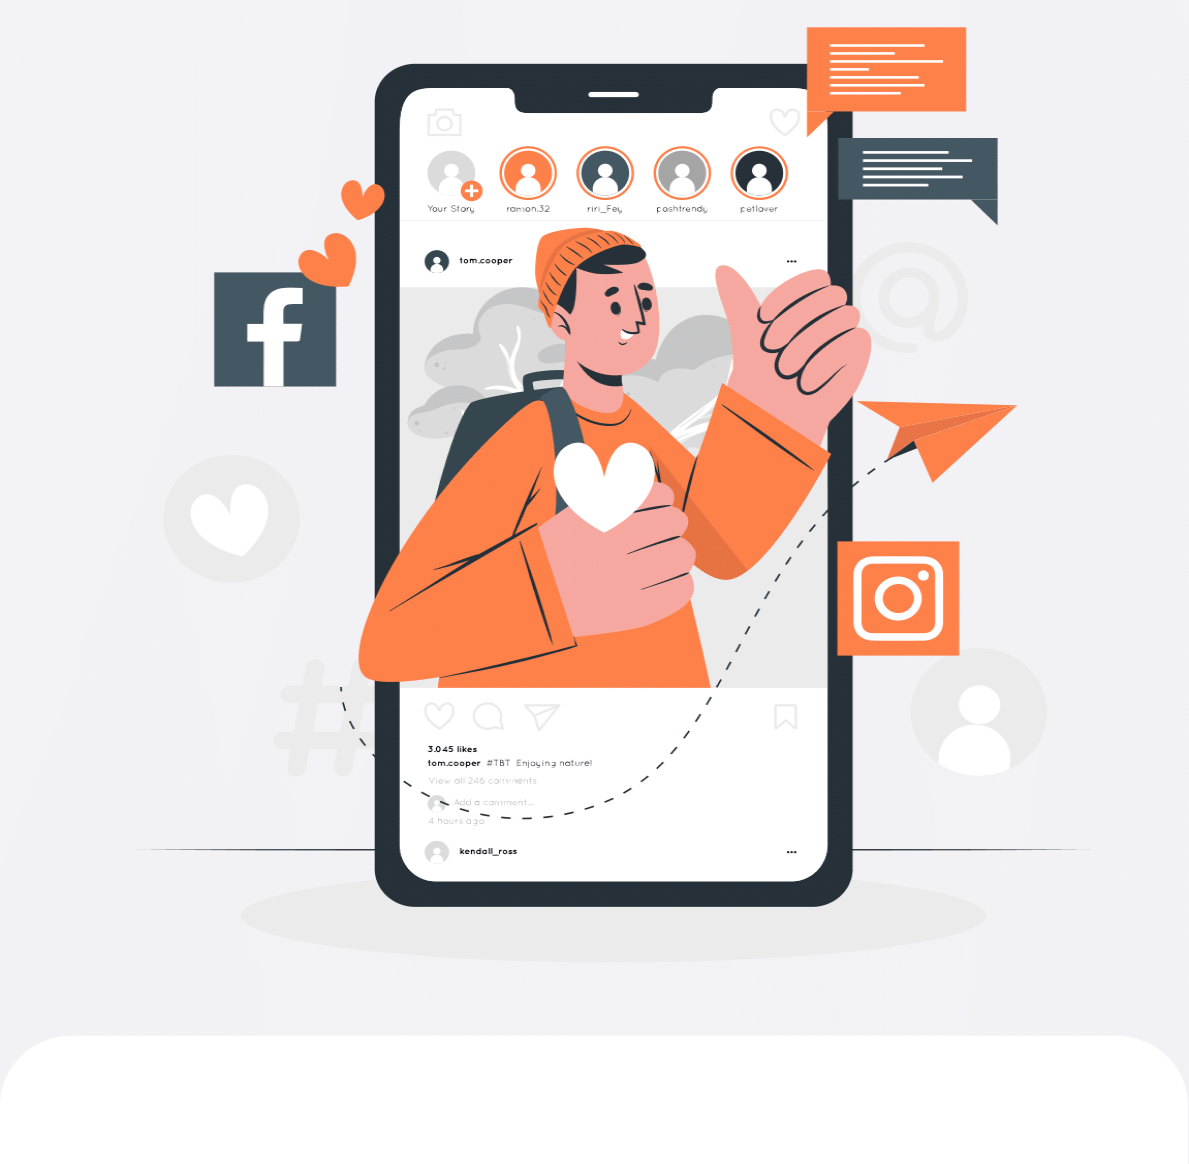 Your Story ramon.32 riri_Fey poshtrendy petlover
tom.cooper
3.045 likes
tom.cooper #TBT Enjoying nature!
View all 246 comments
Add a comment...
4 hours ago
kendall_ross